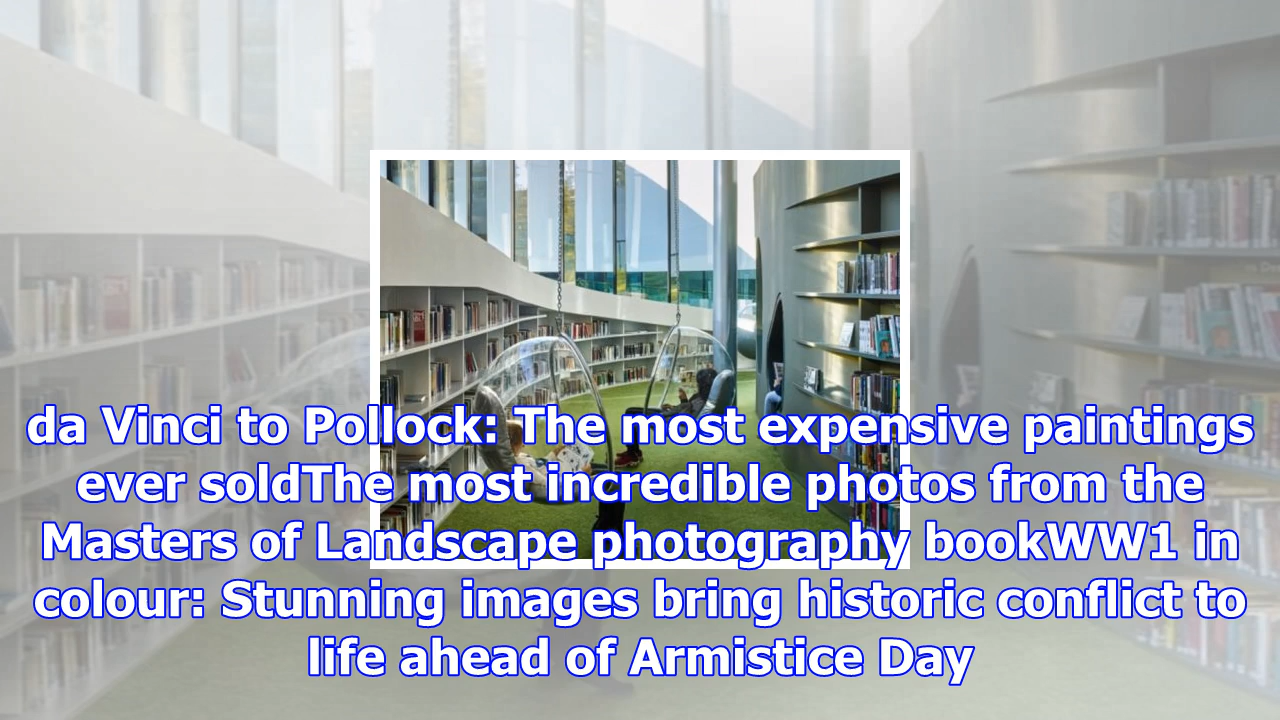 da Vinci to Pollock: The most expensive paintings
ever soldThe most incredible photos from the
Masters of Landscape photography bookWW1 in
colour: Stunning images bring historic conflict to
life ahead of Armistice Day